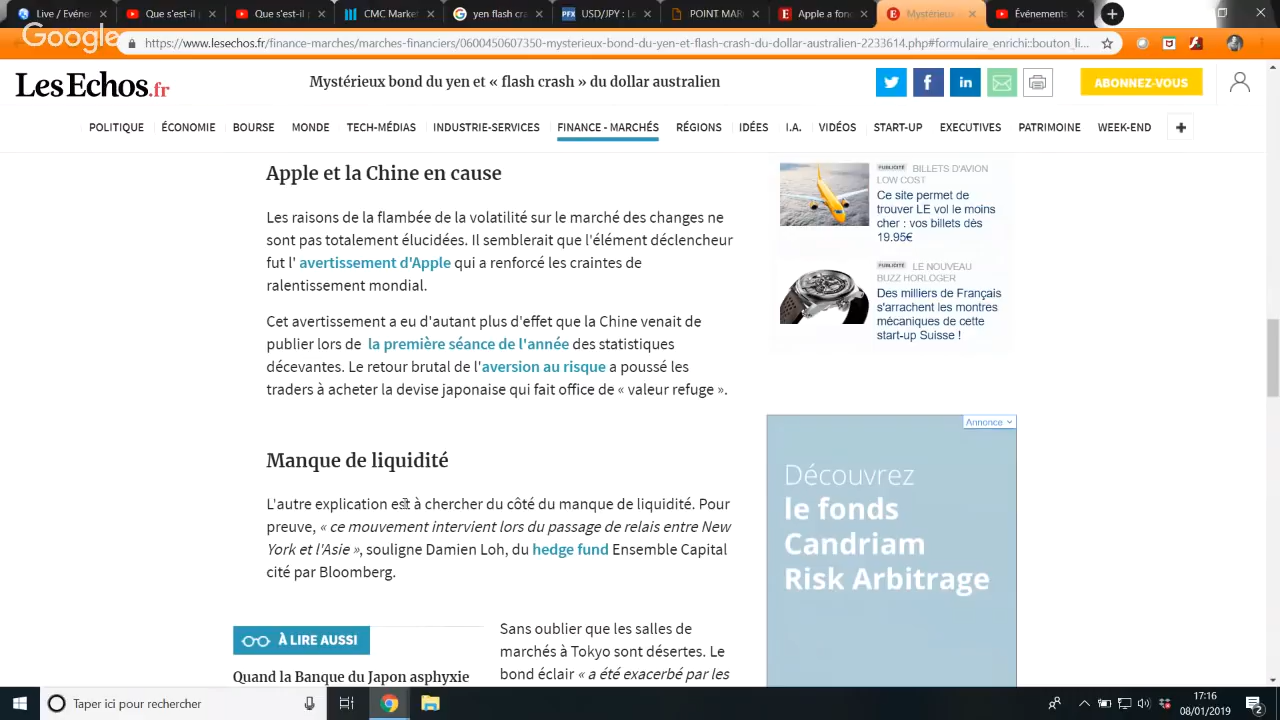 Les évène
Les Echos
COMMER
yen flash cr
USD/JPY : L
POINT MAR
Apple a fon
Mystérieux
Événements
Google
https://www.lesechos.fr/finance-marches/marches-financiers/0600450607350-mysterieux-bond-du-yen-et-flash-crash-du-dollar-australien-2233614.php#formulaire_enrichi::bouton_li...
Les Echos.fr
Mystérieux bond du yen et « flash crash » du dollar australien
ABONNEZ-VOUS
POLITIQUE ÉCONOMIE BOURSE MONDE TECH-MÉDIAS INDUSTRIE-SERVICES FINANCE - MARCHÉS RÉGIONS IDÉES I.A. VIDÉOS START-UP EXECUTIVES PATRIMOINE WEEK-END
Apple et la Chine en cause
Les raisons de la flambée de la volatilité sur le marché des changes ne
sont pas totalement élucidées. Il semblerait que l'élément déclencheur
fut l' avertissement d'Apple qui a renforcé les craintes de
ralentissement mondial.
Cet avertissement a eu d'autant plus d'effet que la Chine venait de
publier lors de la première séance de l'année des statistiques
décevantes. Le retour brutal de l'aversion au risque a poussé les
traders à acheter la devise japonaise qui fait office de « valeur refuge ».
Manque de liquidité
L'autre explication est à chercher du côté du manque de liquidité. Pour
preuve, « ce mouvement intervient lors du passage de relais entre New
York et l'Asie », souligne Damien Loh, du hedge fund Ensemble Capital
cité par Bloomberg.
À LIRE AUSSI
Quand la Banque du Japon asphyxie
Sans oublier que les salles de
marchés à Tokyo sont désertes. Le
bond éclair « a été exacerbé par les
PUBLICITÉ BILLETS D'AVION
LOW COST
Ce site permet de
trouver LE vol le moins
cher : vos billets dès
19.95€
PUBLICITÉ LE NOUVEAU
BUZZ HORLOGER
Des milliers de Français
s'arrachent les montres
mécaniques de cette
start-up Suisse !
Annonce
Découvrez
le fonds
Candriam
Risk Arbitrage
Taper ici pour rechercher
17:16
08/01/2019
2